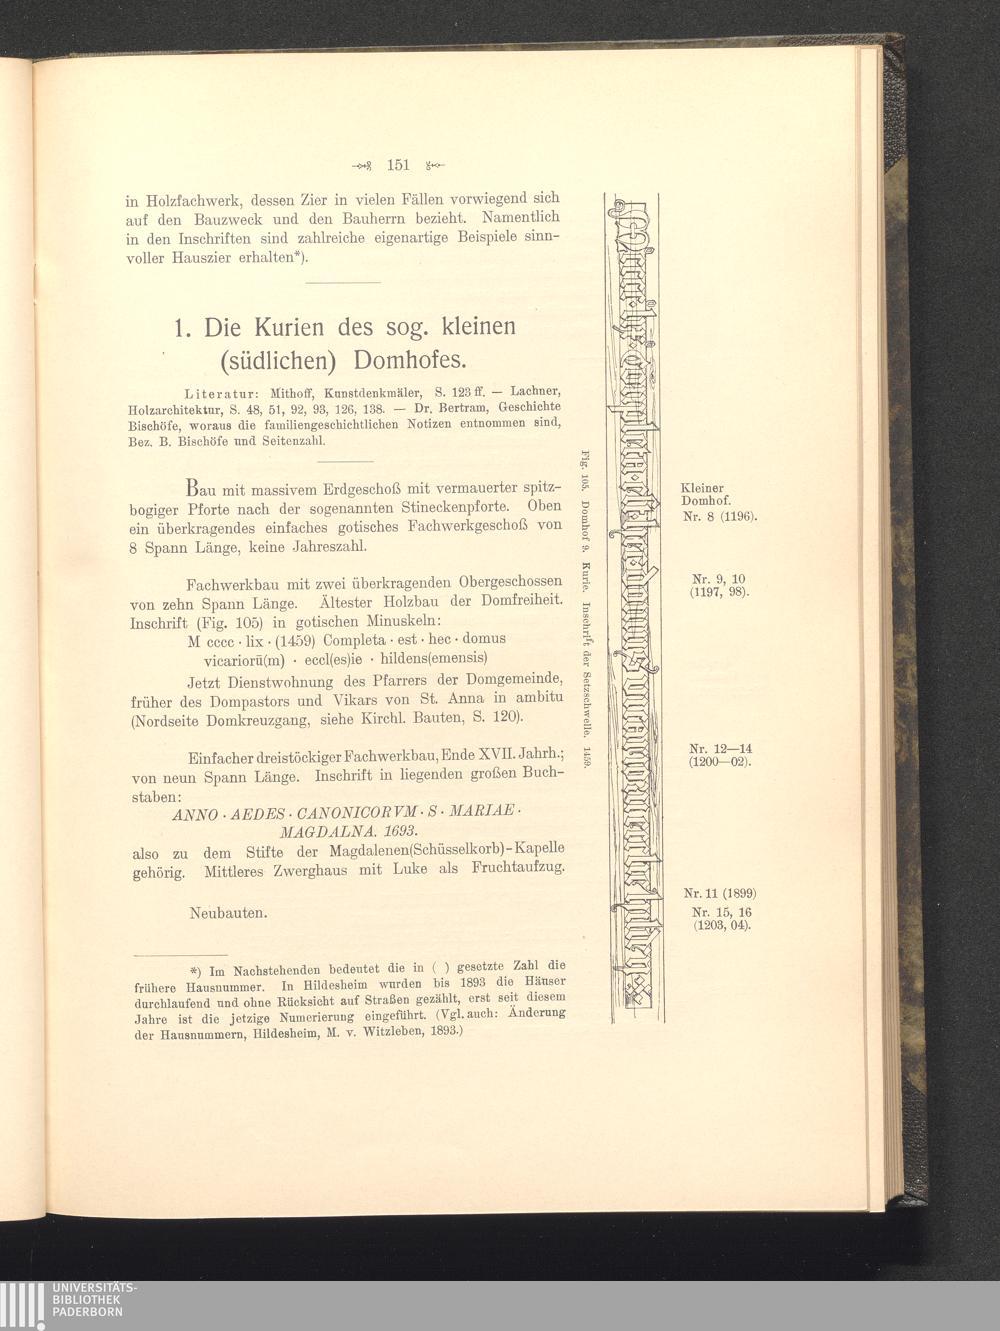 151
in Holzfachwerk, dessen Zier in vielen Fällen vorwiegend sich
auf den Bauzweck und den Bauherrn bezieht. Namentlich
in den Inschriften sind zahlreiche eigenartige Beispiele sinn-
voller Hauszier erhalten*).
1. Die Kurien des sog. kleinen
(südlichen) Domhofes.
Literatur: Mithoff, Kunstdenkmäler, S. 123 ff. — Lachner,
Holzarchitektur, S. 48, 51, 92, 93, 126, 138. — Dr. Bertram, Geschichte
Bischöfe, woraus die familiengeschichtlichen Notizen entnommen sind,
Bez. B. Bischöfe und Seitenzahl.
Bau mit massivem Erdgeschoß mit vermauerter spitz-
bogiger Pforte nach der sogenannten Stineckenpforte. Oben
ein überkragendes einfaches gotisches Fachwerkgeschoß von
8 Spann Länge, keine Jahreszahl.
Kleiner
Domhof.
Nr. 8 (1196).
Fachwerkbau mit zwei überkragenden Obergeschossen
von zehn Spann Länge. Ältester Holzbau der Domfreiheit.
Inschrift (Fig. 105) in gotischen Minuskeln:
M cccc · lix · (1459) Completa · est · hec · domus
vicariorū(m) · eccl(es)ie · hildens(emensis)
Jetzt Dienstwohnung des Pfarrers der Domgemeinde,
früher des Dompastors und Vikars von St. Anna in ambitu
(Nordseite Domkreuzgang, siehe Kirchl. Bauten, S. 120).
Nr. 9, 10
(1197, 98).
Einfacher dreistöckiger Fachwerkbau, Ende XVII. Jahrh.;
von neun Spann Länge. Inschrift in liegenden großen Buch-
staben:
ANNO · AEDES · CANONICORVM · S · MARIAE ·
MAGDALNA. 1693.
also zu dem Stifte der Magdalenen(Schüsselkorb)-Kapelle
gehörig. Mittleres Zwerghaus mit Luke als Fruchtaufzug.
Nr. 12—14
(1200—02).
Neubauten.
Nr. 11 (1899)
Nr. 15, 16
(1203, 04).
*) Im Nachstehenden bedeutet die in ( ) gesetzte Zahl die
frühere Hausnummer. In Hildesheim wurden bis 1893 die Häuser
durchlaufend und ohne Rücksicht auf Straßen gezählt, erst seit diesem
Jahre ist die jetzige Numerierung eingeführt. (Vgl. auch: Änderung
der Hausnummern, Hildesheim, M. v. Witzleben, 1893.)
Fig. 105. Domhof 9. Kurie. Inschrift der Setzschwelle. 1459.
UNIVERSITÄTS-
BIBLIOTHEK
PADERBORN